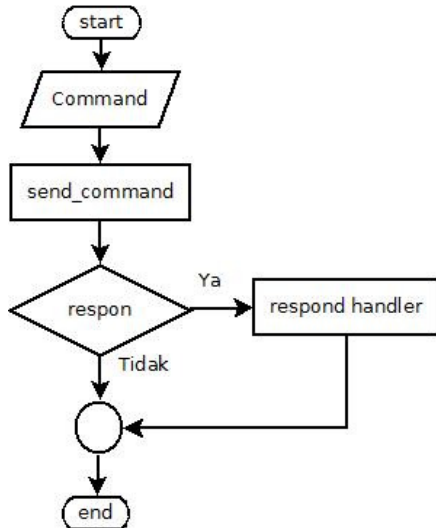 start
Command
send_command
respon
Ya
respond handler
Tidak
end